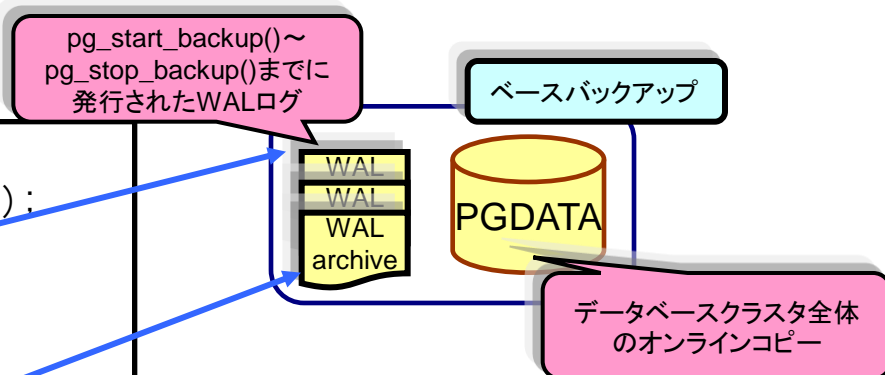 pg_start_backup()～
pg_stop_backup()までに
発行されたWALログ
ベースバックアップ
WAL
WAL
WAL
archive
PGDATA
);
データベースクラスタ全体
のオンラインコピー